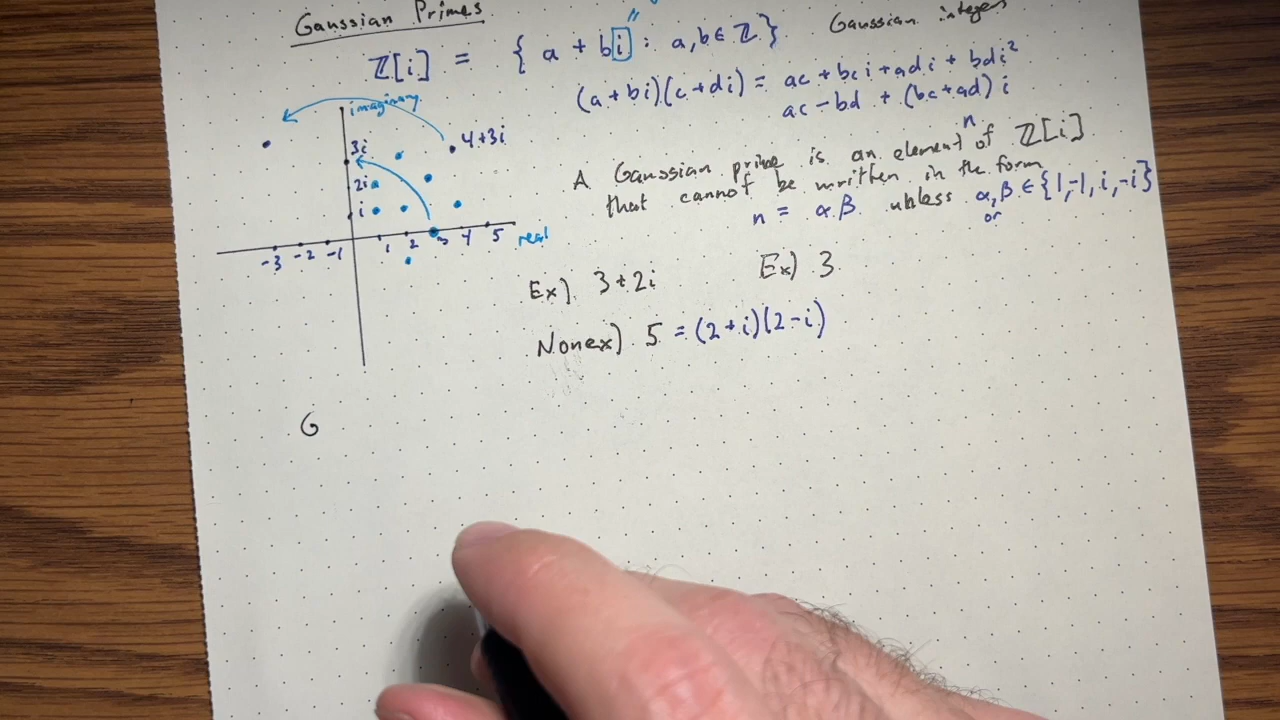 Gaussian Primes
ℤ[i] = { a + bi : a,b ∈ ℤ } Gaussian integers
(a + bi)(c + di) = ac + bci + adi + bdi²
ac - bd + (bc + ad) i
imaginary
4+3i
3i
2i
i
-3 -2 -1 1 2 3 4 5 real
n
A Gaussian prime is an element of ℤ[i]
that cannot be writhen in the form
n = α β unless α, β ∈ {1,-1, i, -i}
or
Ex). 3+2i Ex) 3
Nonex) 5 = (2+i)(2-i)
G